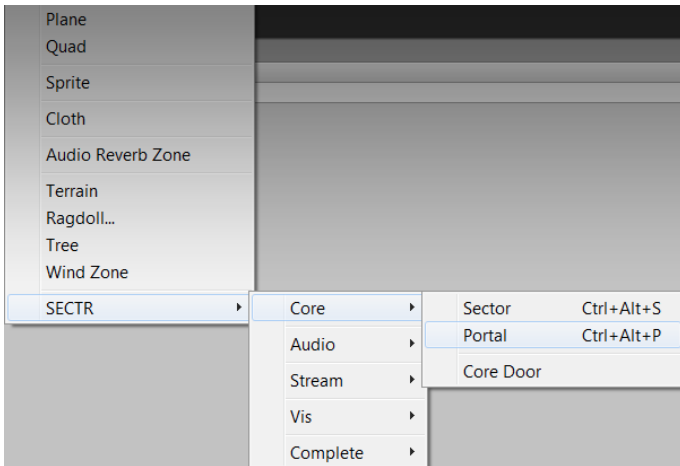 Plane
Quad
Sprite
Cloth
Audio Reverb Zone
Terrain
Ragdoll...
Tree
Wind Zone
SECTR
Core
Audio
Stream
Vis
Complete
Sector Ctrl+Alt+S
Portal Ctrl+Alt+P
Core Door